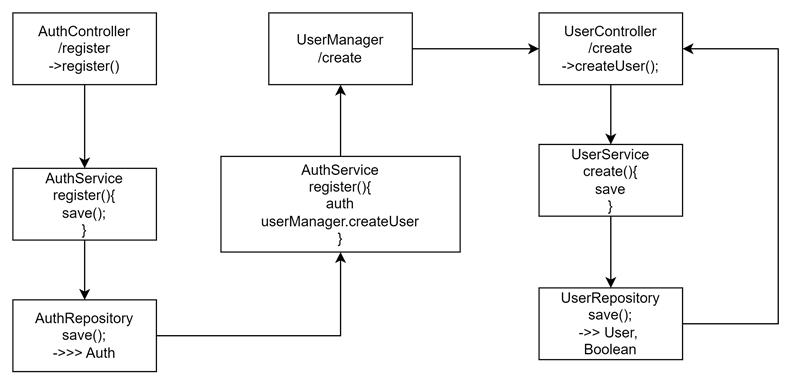 AuthController
/register
->register()
AuthService
register(){
save();
}
AuthRepository
save();
->>> Auth
AuthService
register(){
auth
userManager.createUser
}
UserManager
/create
UserController
/create
->createUser();
UserService
create(){
save
}
UserRepository
save();
->> User,
Boolean